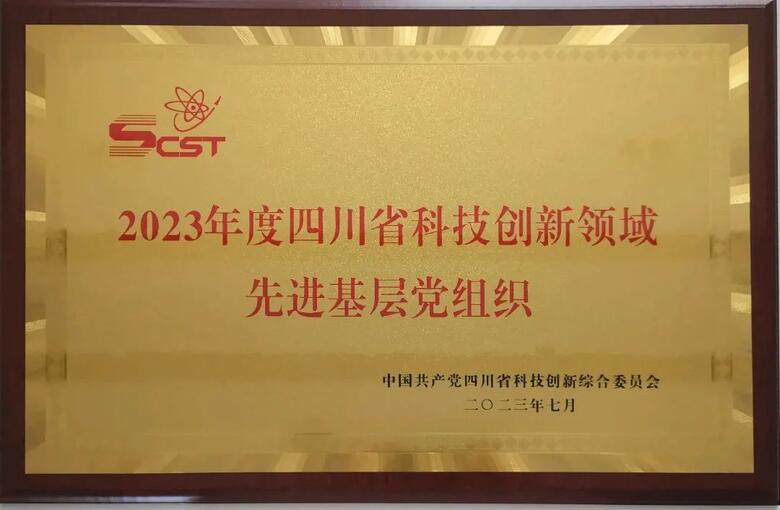 SCST
2023年度四川省科技创新领域
先进基层党组织
中国共产党四川省科技创新综合委员会
二〇二三年七月